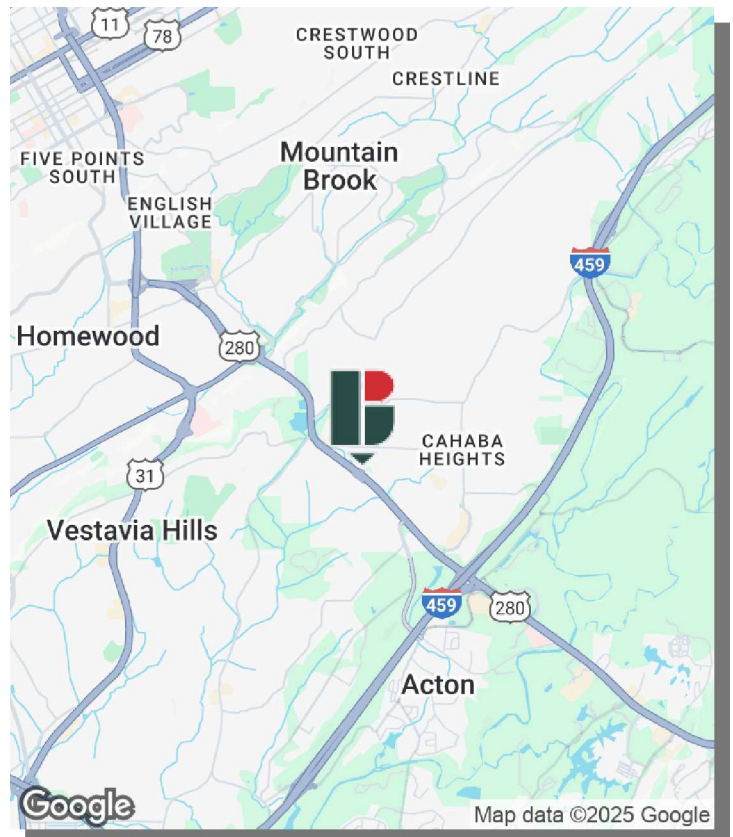 11
78
CRESTWOOD
SOUTH
CRESTLINE
Mountain
Brook
FIVE POINTS
SOUTH
ENGLISH
VILLAGE
459
Homewood
280
CAHABA
HEIGHTS
31
Vestavia Hills
459
280
Acton
Google
Map data ©2025 Google